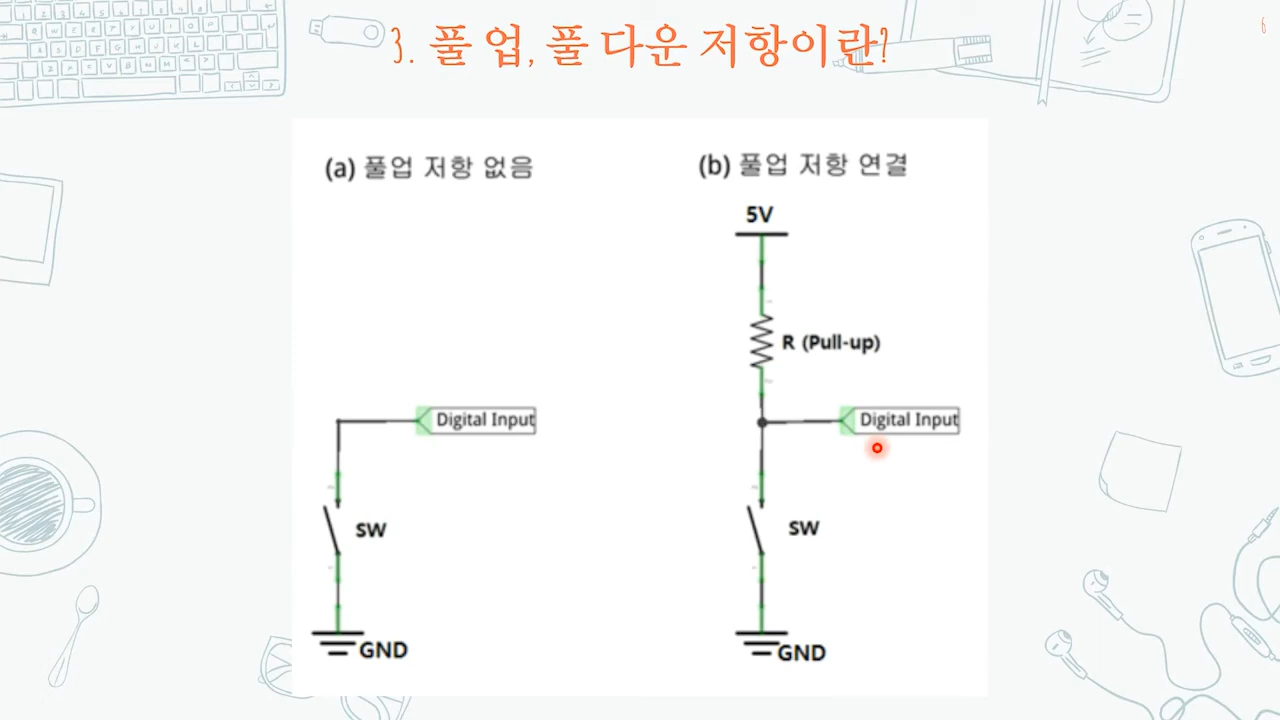 3. 풀 업, 풀 다운 저항이란?
6
(a) 풀업 저항 없음
(b) 풀업 저항 연결
5V
R (Pull-up)
Digital Input
Digital Input
SW
SW
GND
GND